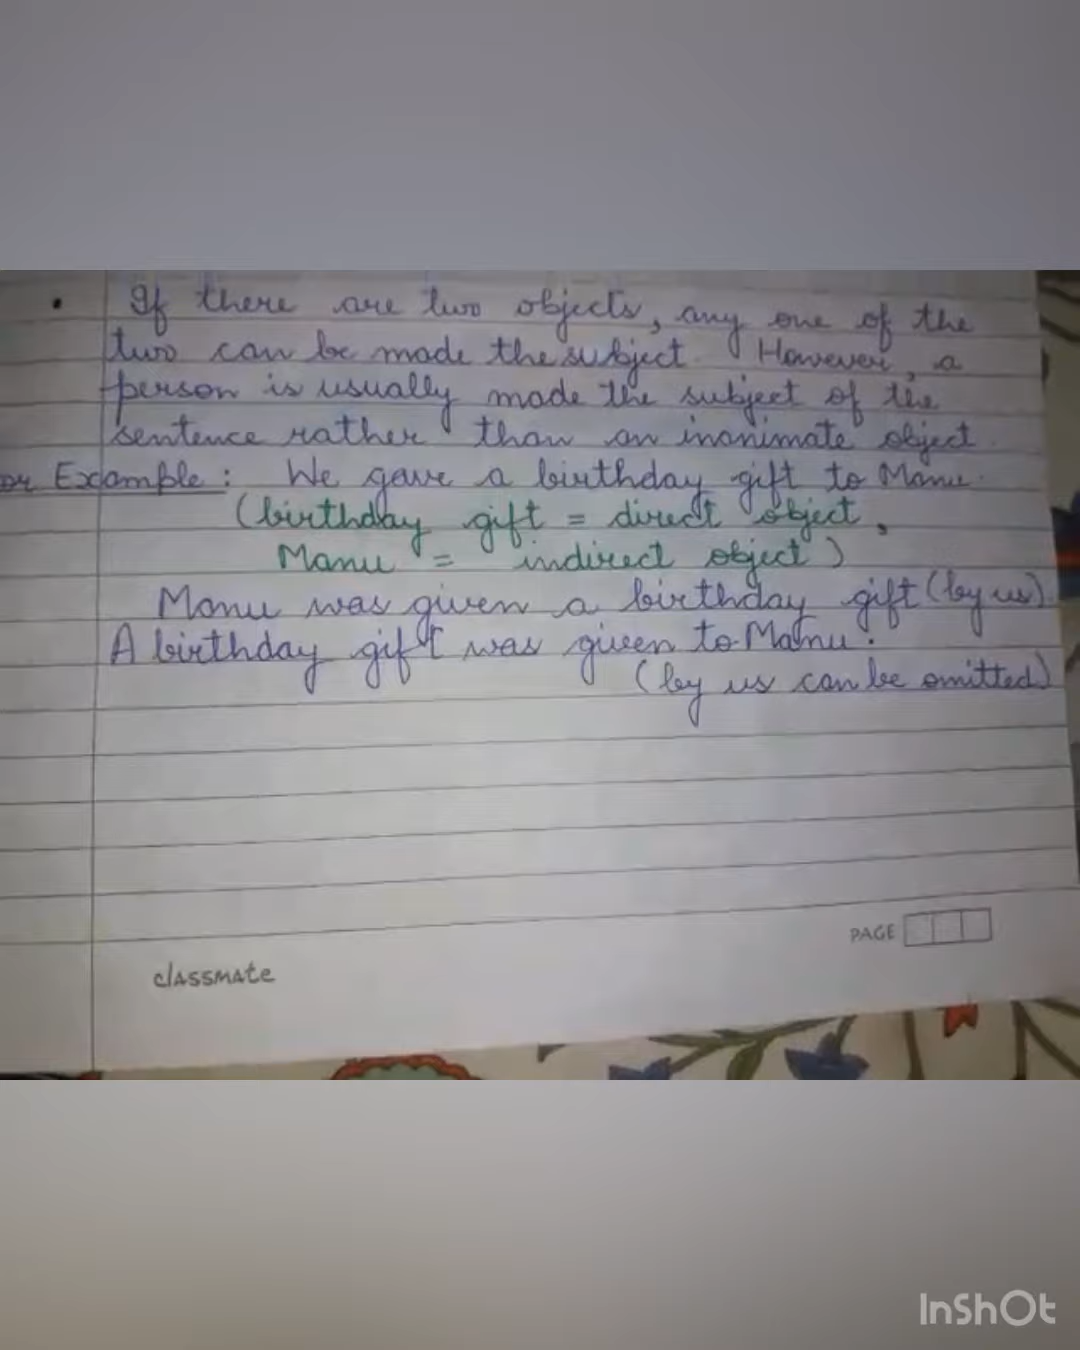 • If there are two objects, any one of the
two can be made the subject. However, a
person is usually made the subject of the
sentence rather than an inanimate object.
or Example: We gave a birthday gift to Manu.
(birthday gift = direct object,
Manu = indirect object)
Manu was given a birthday gift (by us).
A birthday gift was given to Manu.
(by us can be omitted)
PAGE
classmate
InShOt